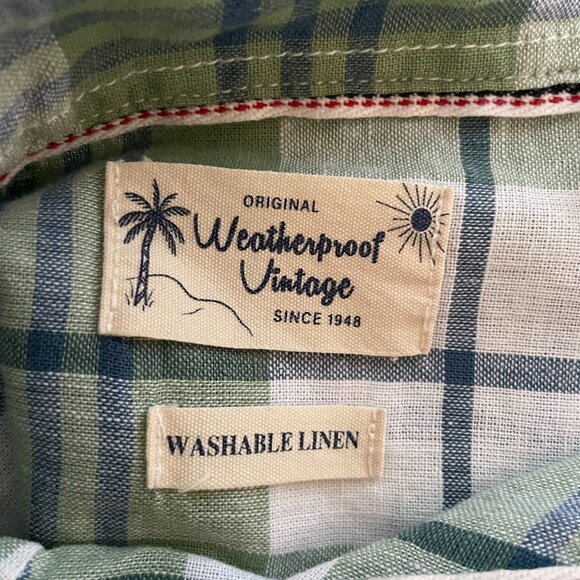 ORIGINAL
Weatherproof
Vintage
SINCE 1948
WASHABLE LINEN